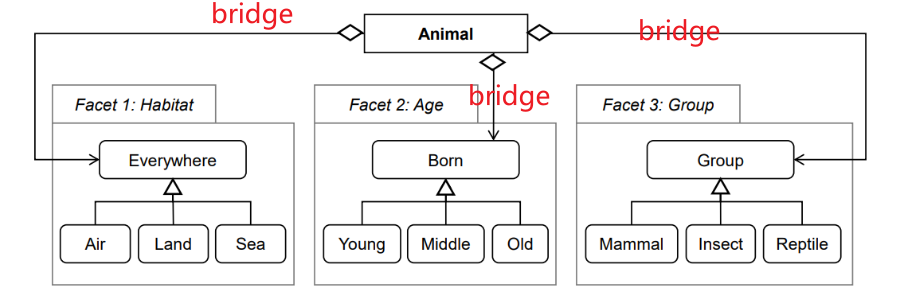 bridge
Animal
bridge
bridge
Facet 1: Habitat
Facet 2: Age
Facet 3: Group
Everywhere
Born
Group
Air
Land
Sea
Young
Middle
Old
Mammal
Insect
Reptile